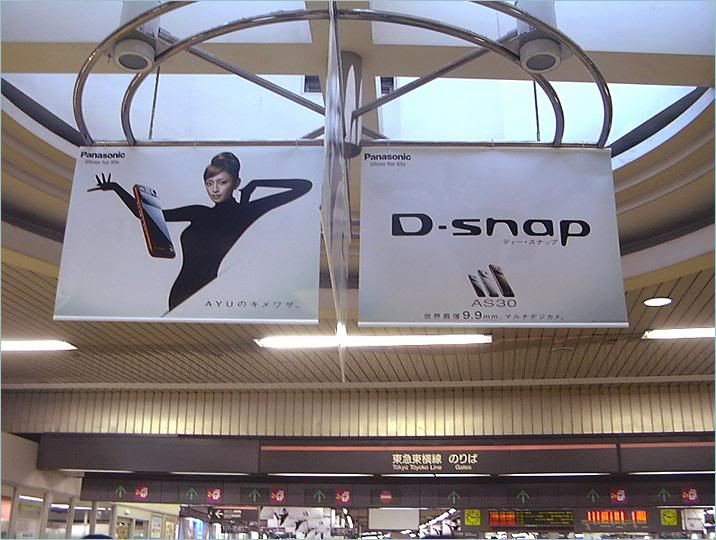 Panasonic
ideas for life
AYUのキメワザ。
Panasonic
ideas for life
D-snap
ディー・スナップ
AS30
世界最薄9.9mm、マルチデジカメ。
東急東横線 のりば
Tōkyū Tōyoko Line Gates